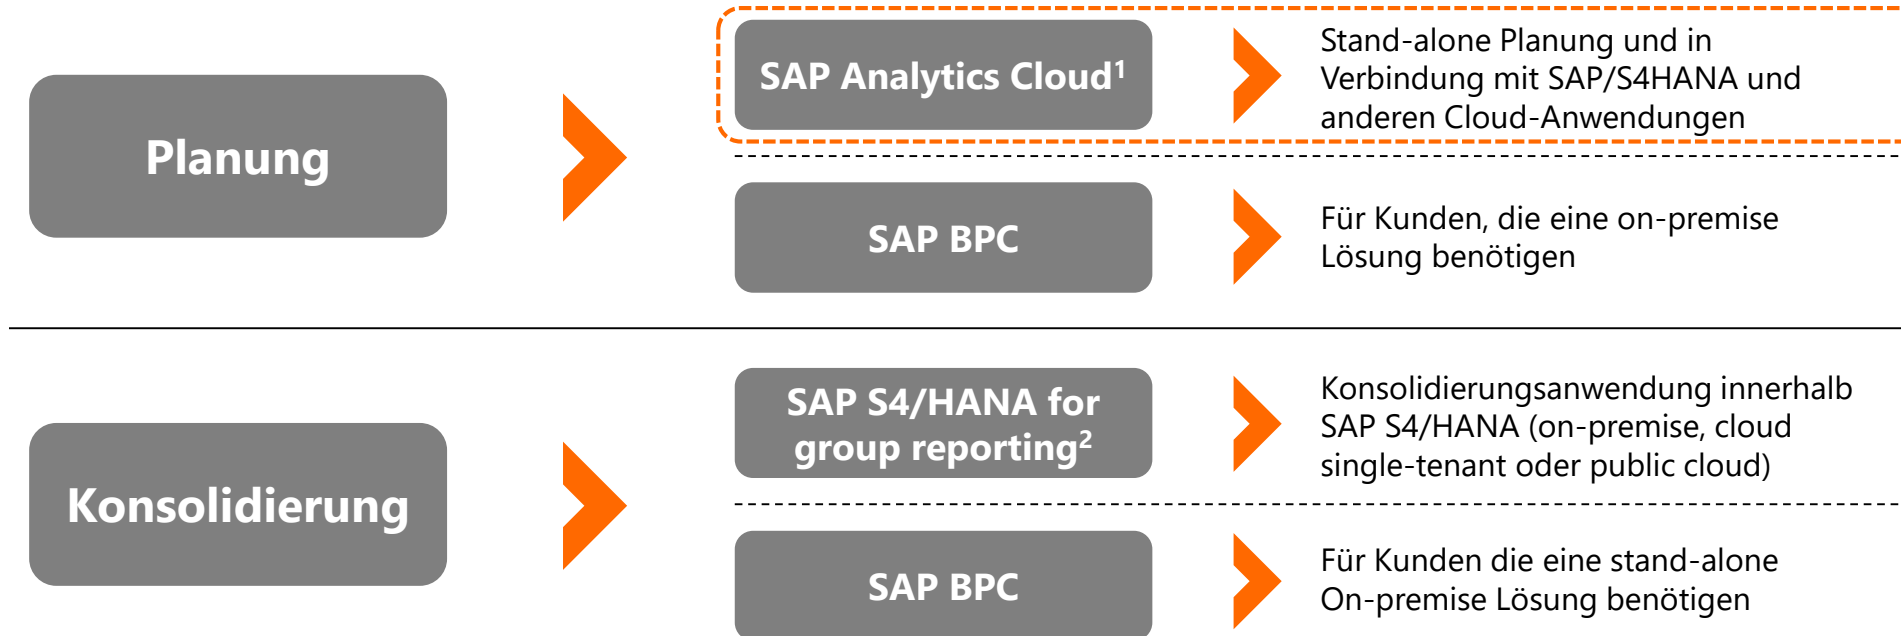 Planung
SAP Analytics Cloud¹
Stand-alone Planung und in
Verbindung mit SAP/S4HANA und
anderen Cloud-Anwendungen
SAP BPC
Für Kunden, die eine on-premise
Lösung benötigen
Konsolidierung
SAP S4/HANA for
group reporting²
Konsolidierungsanwendung innerhalb
SAP S4/HANA (on-premise, cloud
single-tenant oder public cloud)
SAP BPC
Für Kunden die eine stand-alone
On-premise Lösung benötigen